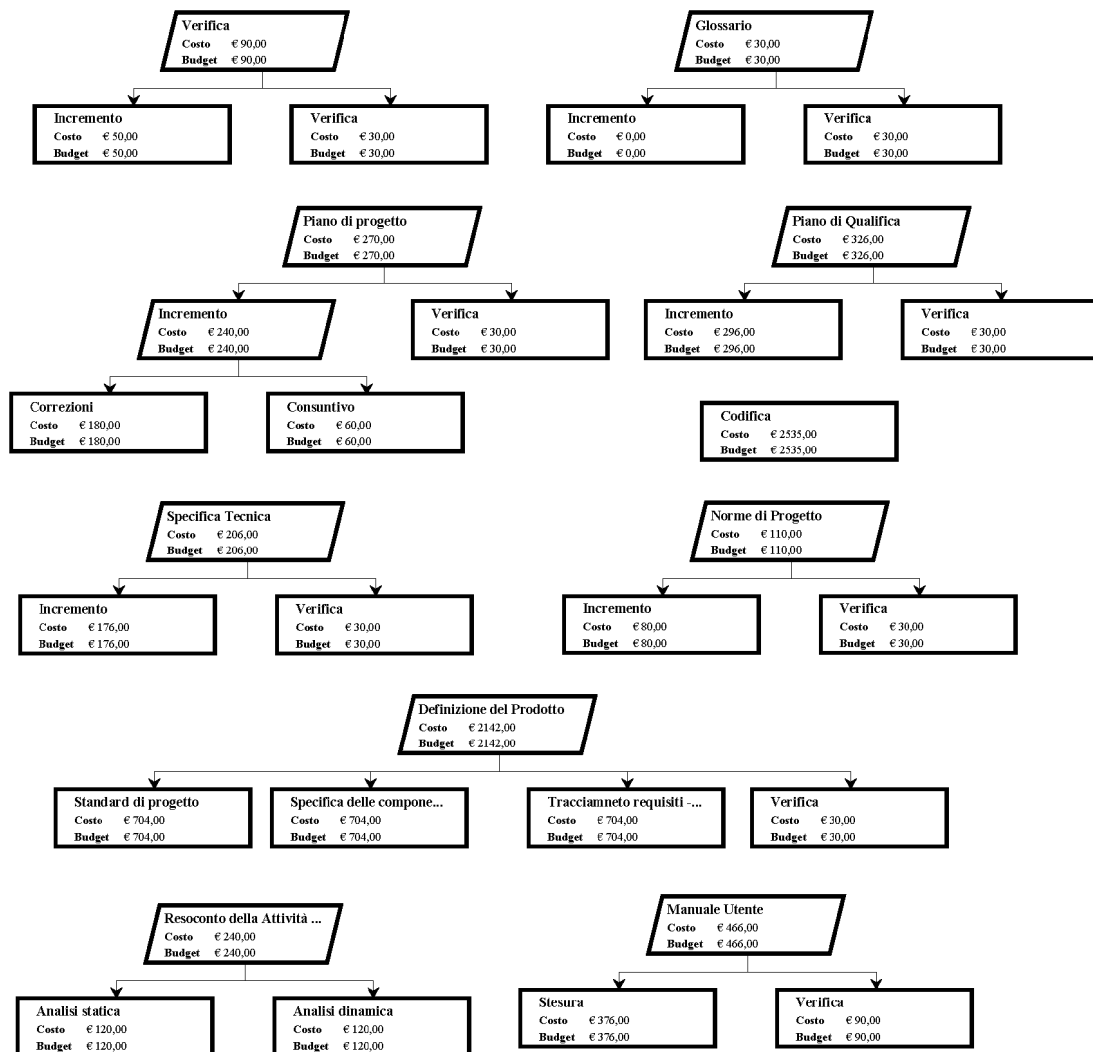 Verifica
Costo € 90,00
Budget € 90,00
Glossario
Costo € 30,00
Budget € 30,00
Incremento
Costo € 50,00
Budget € 50,00
Verifica
Costo € 30,00
Budget € 30,00
Incremento
Costo € 0,00
Budget € 0,00
Verifica
Costo € 30,00
Budget € 30,00
Piano di progetto
Costo € 270,00
Budget € 270,00
Piano di Qualifica
Costo € 326,00
Budget € 326,00
Incremento
Costo € 240,00
Budget € 240,00
Verifica
Costo € 30,00
Budget € 30,00
Incremento
Costo € 296,00
Budget € 296,00
Verifica
Costo € 30,00
Budget € 30,00
Correzioni
Costo € 180,00
Budget € 180,00
Consuntivo
Costo € 60,00
Budget € 60,00
Codifica
Costo € 2535,00
Budget € 2535,00
Specifica Tecnica
Costo € 206,00
Budget € 206,00
Norme di Progetto
Costo € 110,00
Budget € 110,00
Incremento
Costo € 176,00
Budget € 176,00
Verifica
Costo € 30,00
Budget € 30,00
Incremento
Costo € 80,00
Budget € 80,00
Verifica
Costo € 30,00
Budget € 30,00
Definizione del Prodotto
Costo € 2142,00
Budget € 2142,00
Standard di progetto
Costo € 704,00
Budget € 704,00
Specifica delle compone...
Costo € 704,00
Budget € 704,00
Tracciamneto requisiti -...
Costo € 704,00
Budget € 704,00
Verifica
Costo € 30,00
Budget € 30,00
Resoconto della Attività ...
Costo € 240,00
Budget € 240,00
Manuale Utente
Costo € 466,00
Budget € 466,00
Analisi statica
Costo € 120,00
Budget € 120,00
Analisi dinamica
Costo € 120,00
Budget € 120,00
Stesura
Costo € 376,00
Budget € 376,00
Verifica
Costo € 90,00
Budget € 90,00